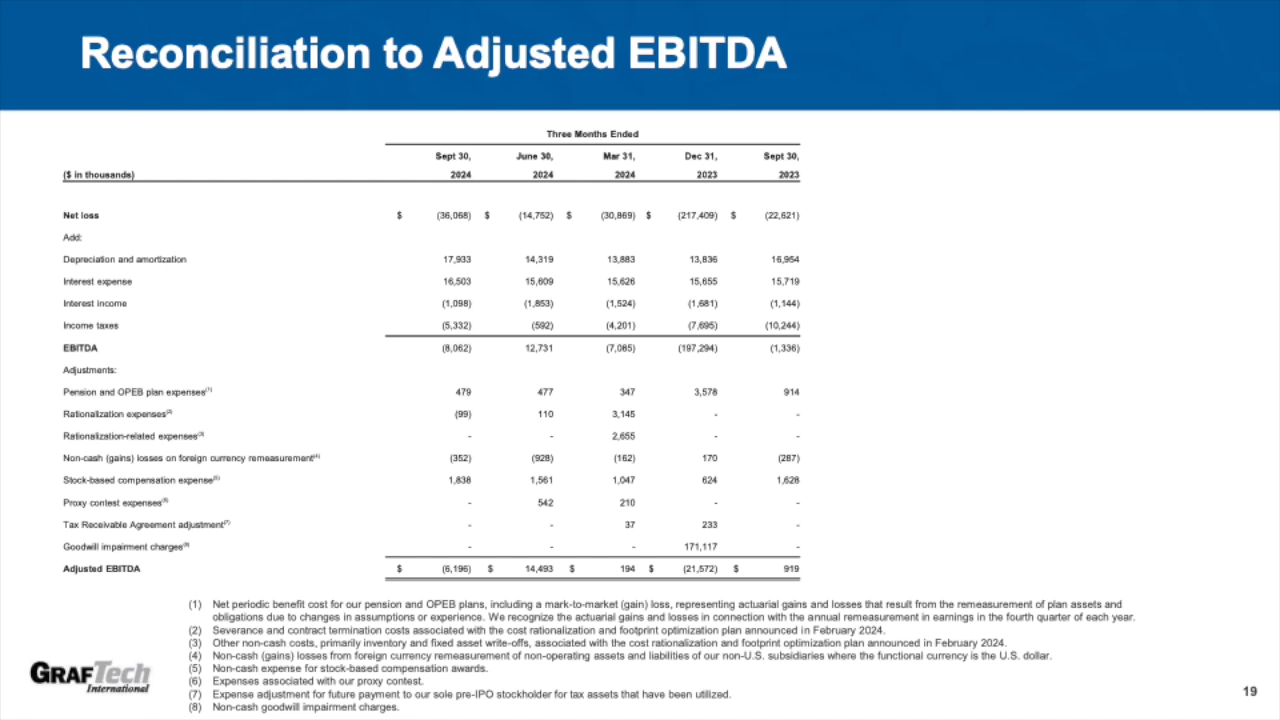 Reconciliation to Adjusted EBITDA
Three Months Ended
Sept 30, June 30, Mar 31, Dec 31, Sept 30,
($ in thousands) 2024 2024 2024 2023 2023
Net loss $ (36,068) $ (14,752) $ (30,869) $ (217,409) $ (22,621)
Add:
Depreciation and amortization 17,933 14,319 13,883 13,836 16,954
Interest expense 16,503 15,609 15,626 15,655 15,719
Interest income (1,098) (1,853) (1,524) (1,681) (1,144)
Income taxes (5,332) (592) (4,201) (7,695) (10,244)
EBITDA (8,062) 12,731 (7,085) (197,294) (1,336)
Adjustments:
Pension and OPEB plan expenses(1) 479 477 347 3,578 914
Rationalization expenses(2) (99) 110 3,145 - -
Rationalization-related expenses(3) - - 2,655 - -
Non-cash (gains) losses on foreign currency remeasurement(4) (352) (928) (162) 170 (287)
Stock-based compensation expense(5) 1,838 1,561 1,047 624 1,628
Proxy contest expenses(6) - 542 210 - -
Tax Receivable Agreement adjustment(7) - - 37 233 -
Goodwill impairment charges(8) - - - 171,117 -
Adjusted EBITDA $ (6,196) $ 14,493 $ 194 $ (21,572) $ 919
(1) Net periodic benefit cost for our pension and OPEB plans, including a mark-to-market (gain) loss, representing actuarial gains and losses that result from the remeasurement of plan assets and
obligations due to changes in assumptions or experience. We recognize the actuarial gains and losses in connection with the annual remeasurement in earnings in the fourth quarter of each year.
(2) Severance and contract termination costs associated with the cost rationalization and footprint optimization plan announced in February 2024.
(3) Other non-cash costs, primarily inventory and fixed asset write-offs, associated with the cost rationalization and footprint optimization plan announced in February 2024.
(4) Non-cash (gains) losses from foreign currency remeasurement of non-operating assets and liabilities of our non-U.S. subsidiaries where the functional currency is the U.S. dollar.
(5) Non-cash expense for stock-based compensation awards.
(6) Expenses associated with our proxy contest.
(7) Expense adjustment for future payment to our sole pre-IPO stockholder for tax assets that have been utilized.
(8) Non-cash goodwill impairment charges.
GRAFTECH
International
19